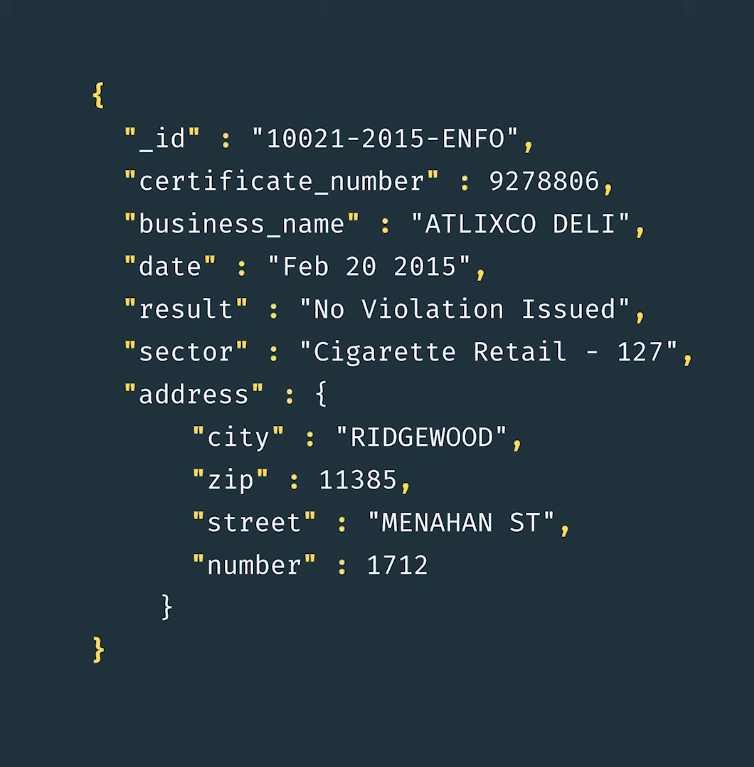 {
"_id" : "10021-2015-ENFO",
"certificate_number" : 9278806,
"business_name" : "ATLIXCO DELI",
"date" : "Feb 20 2015",
"result" : "No Violation Issued",
"sector" : "Cigarette Retail - 127",
"address" : {
"city" : "RIDGEWOOD",
"zip" : 11385,
"street" : "MENAHAN ST",
"number" : 1712
}
}